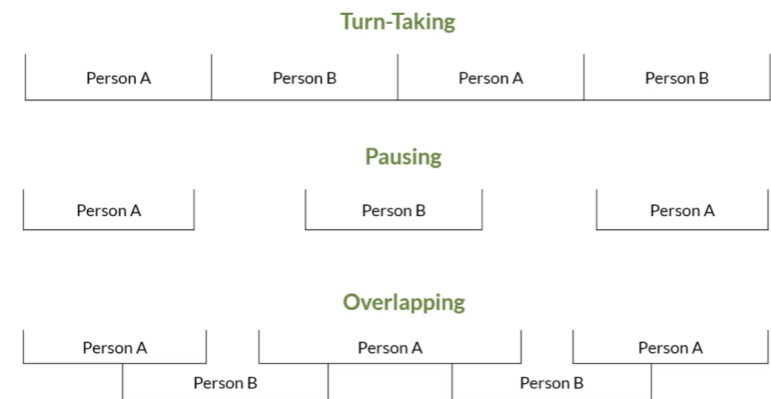 Turn-Taking
Person A Person B Person A Person B
Pausing
Person A Person B Person A
Overlapping
Person A Person A Person A
Person B Person B